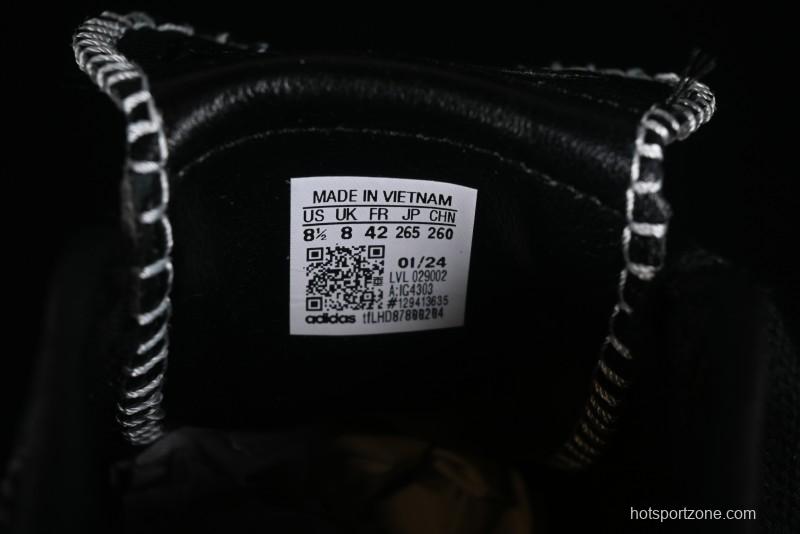 MADE IN VIETNAM
US UK FR JP CHN
8½ 8 42 265 260
01/24
LVL 029002
A:IC4303
#129413635
adidas
hotsportzone.com